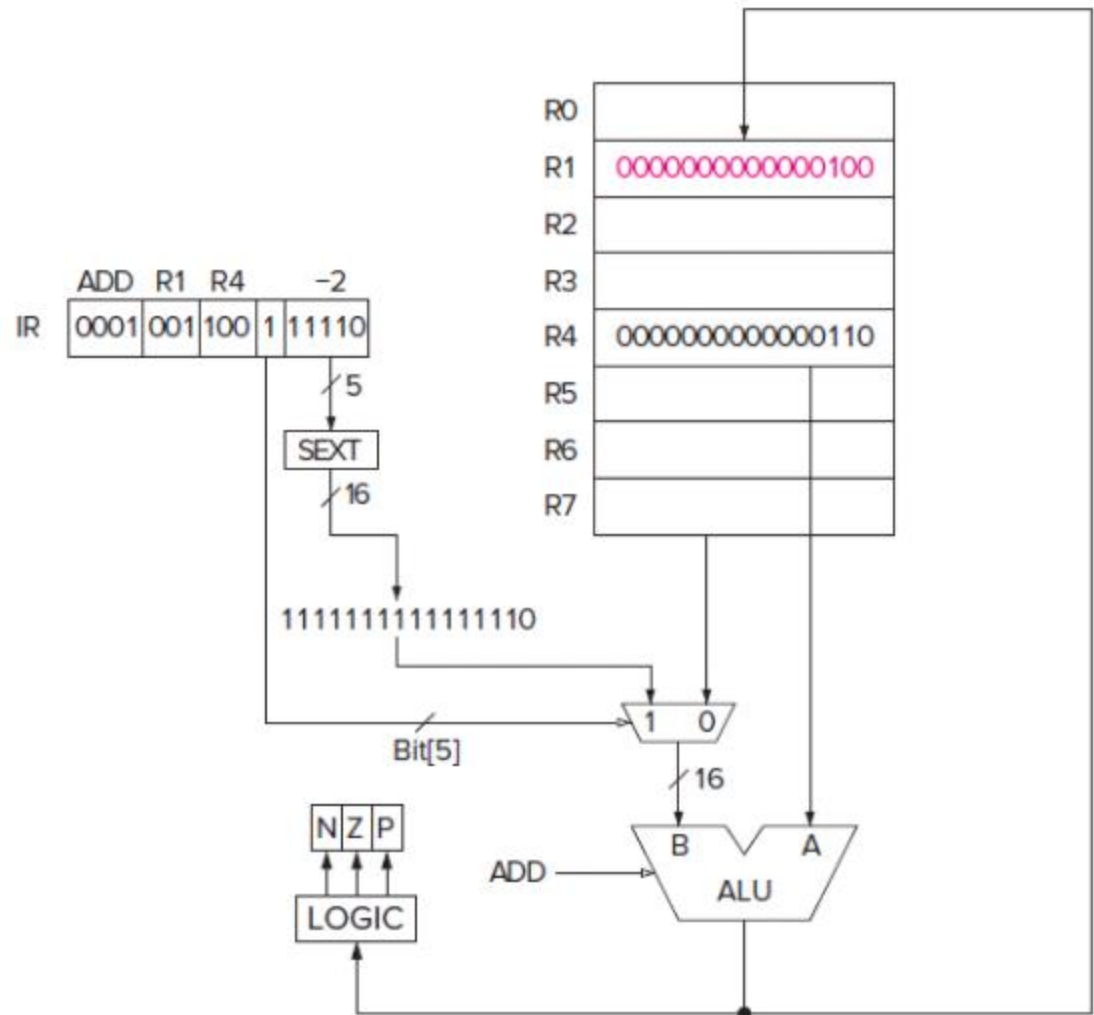 R0
R1 0000000000000100
R2
ADD R1 R4 −2
R3
IR 0001 001 100 1 11110
R4 0000000000000110
5
R5
SEXT
R6
16
R7
1111111111111110
1 0
Bit[5]
16
N Z P
B A
ADD
ALU
LOGIC